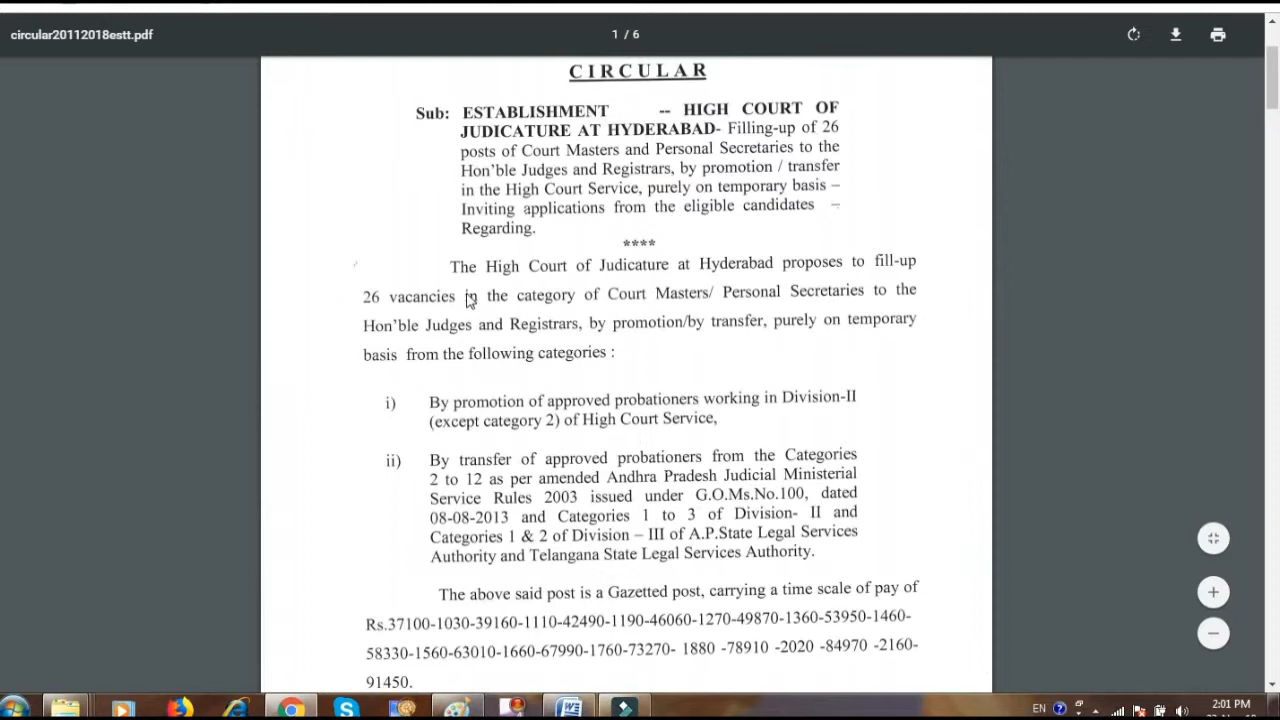 circular20112018estt.pdf
1 / 6
CIRCULAR
Sub: ESTABLISHMENT -- HIGH COURT OF
JUDICATURE AT HYDERABAD- Filling-up of 26
posts of Court Masters and Personal Secretaries to the
Hon'ble Judges and Registrars, by promotion / transfer
in the High Court Service, purely on temporary basis –
Inviting applications from the eligible candidates –
Regarding.
****
The High Court of Judicature at Hyderabad proposes to fill-up
26 vacancies in the category of Court Masters/ Personal Secretaries to the
Hon'ble Judges and Registrars, by promotion/by transfer, purely on temporary
basis from the following categories :
i) By promotion of approved probationers working in Division-II
(except category 2) of High Court Service,
ii) By transfer of approved probationers from the Categories
2 to 12 as per amended Andhra Pradesh Judicial Ministerial
Service Rules 2003 issued under G.O.Ms.No.100, dated
08-08-2013 and Categories 1 to 3 of Division- II and
Categories 1 & 2 of Division – III of A.P.State Legal Services
Authority and Telangana State Legal Services Authority.
The above said post is a Gazetted post, carrying a time scale of pay of
Rs.37100-1030-39160-1110-42490-1190-46060-1270-49870-1360-53950-1460-
58330-1560-63010-1660-67990-1760-73270- 1880 -78910 -2020 -84970 -2160-
91450.
EN
2:01 PM